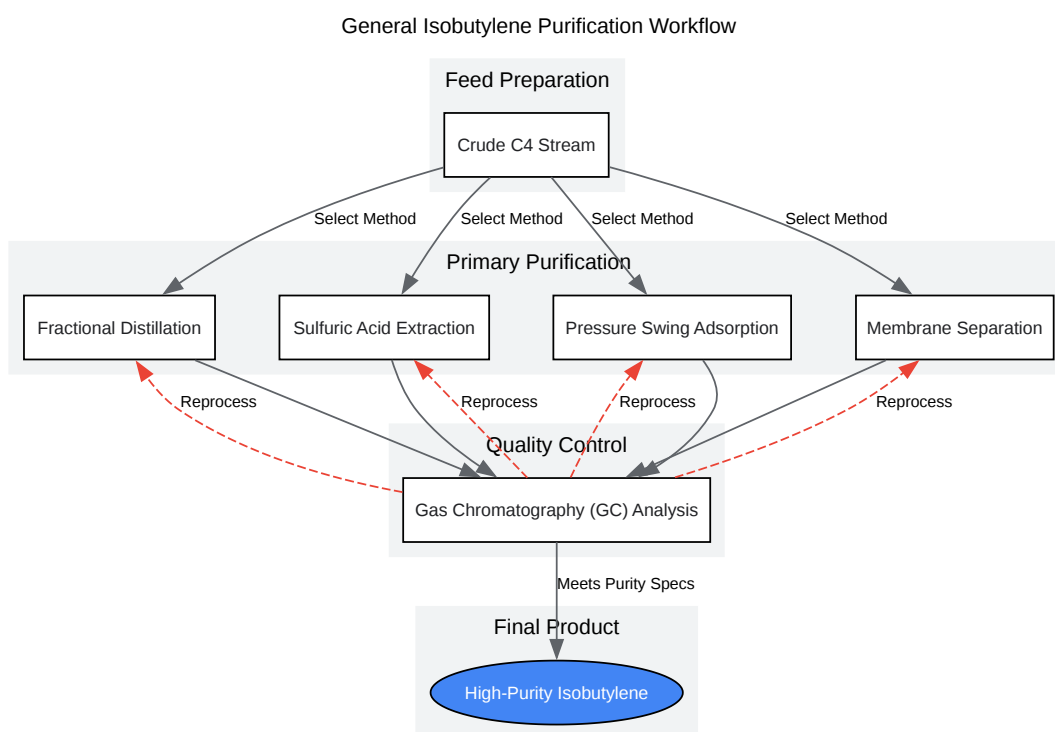 General Isobutylene Purification Workflow
Feed Preparation
Crude C4 Stream
Select Method
Select Method
Select Method
Select Method
Primary Purification
Fractional Distillation
Sulfuric Acid Extraction
Pressure Swing Adsorption
Membrane Separation
Reprocess
Reprocess
Reprocess
Reprocess
Quality Control
Gas Chromatography (GC) Analysis
Meets Purity Specs
Final Product
High-Purity Isobutylene